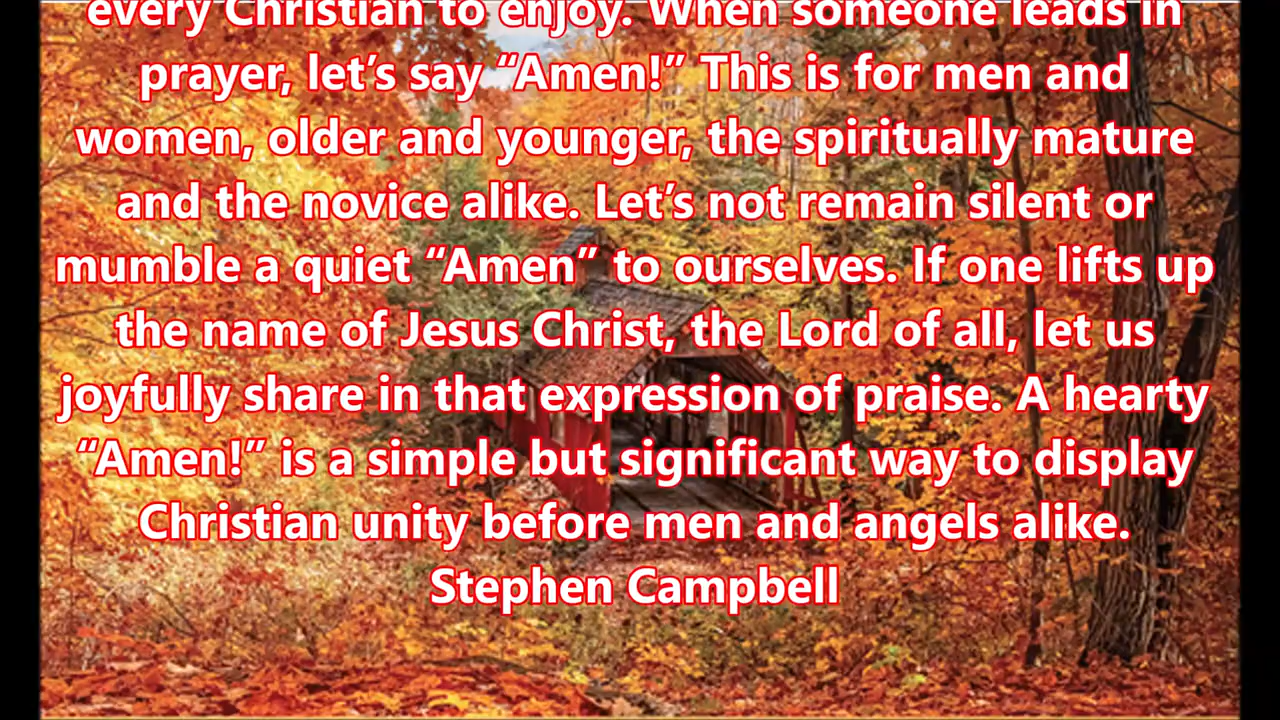 every Christian to enjoy. When someone leads in
prayer, let’s say “Amen!” This is for men and
women, older and younger, the spiritually mature
and the novice alike. Let’s not remain silent or
mumble a quiet “Amen” to ourselves. If one lifts up
the name of Jesus Christ, the Lord of all, let us
joyfully share in that expression of praise. A hearty
“Amen!” is a simple but significant way to display
Christian unity before men and angels alike.
Stephen Campbell